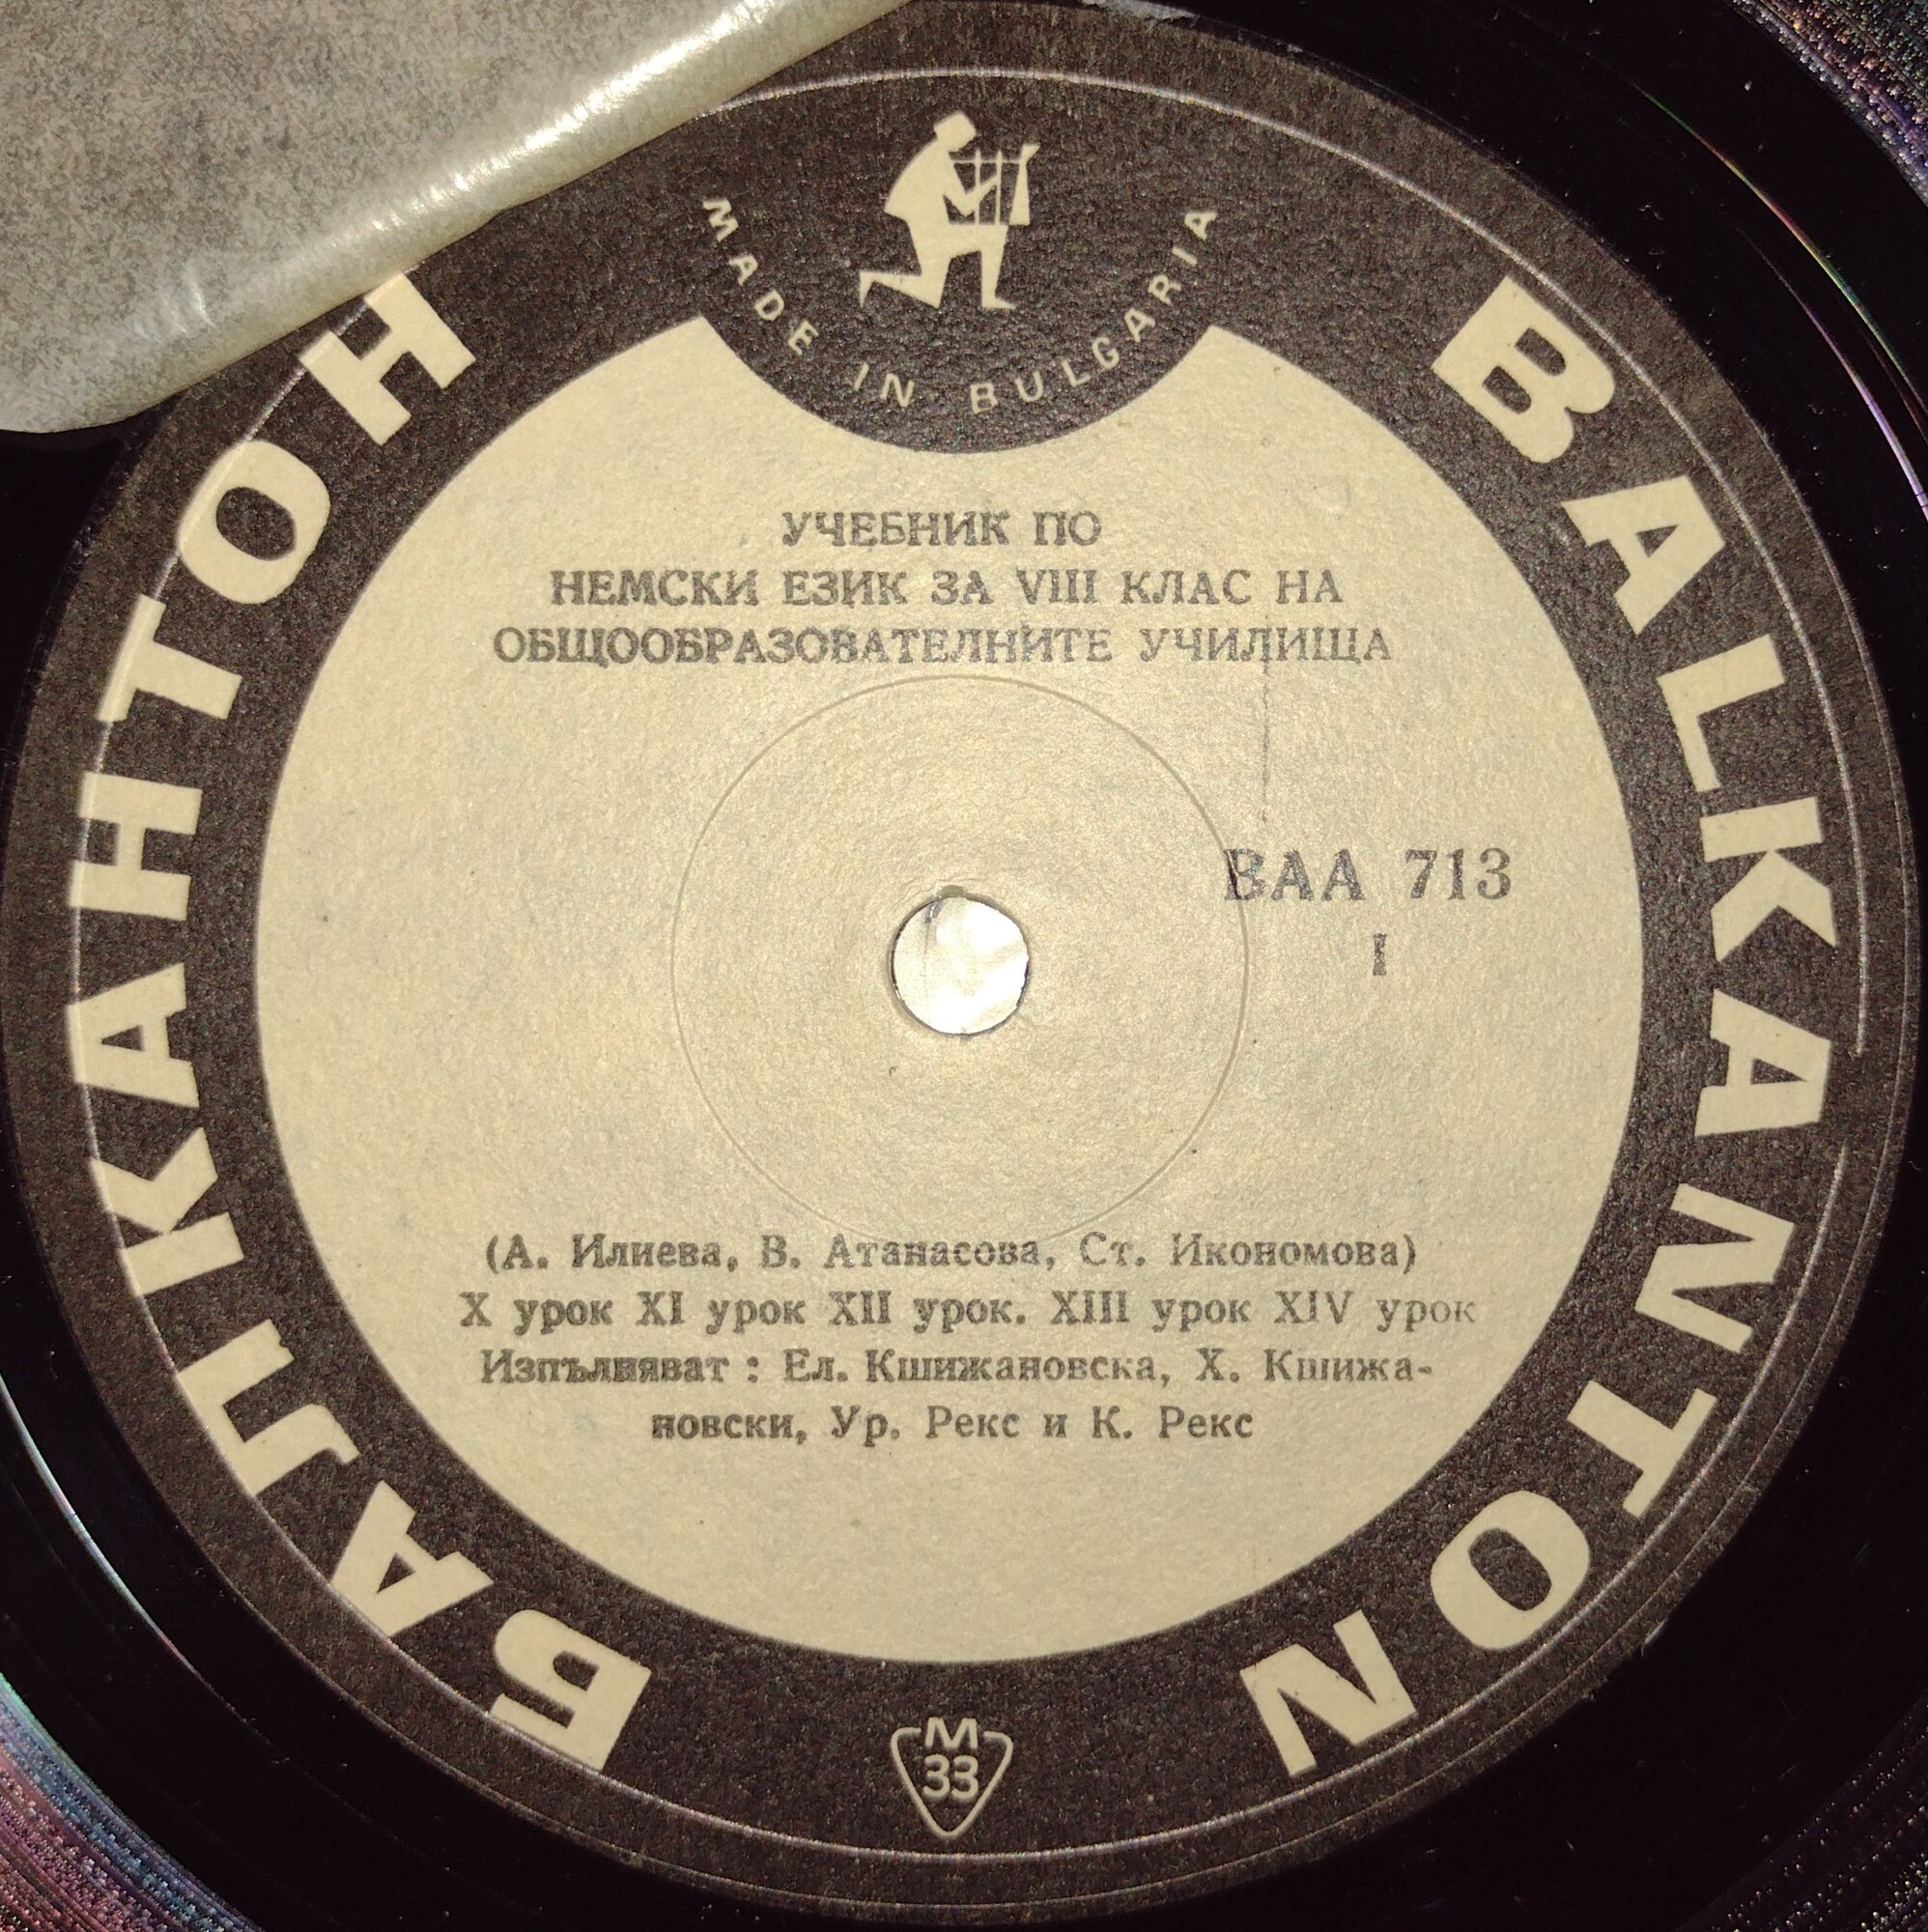 MADE IN BULGARIA
БАЛКАНТОН
BALKANTON
УЧЕБНИК ПО
НЕМСКИ ЕЗИК ЗА VIII КЛАС НА
ОБЩООБРАЗОВАТЕЛНИТЕ УЧИЛИЩА
ВАА 713
I
(А. Илиева, В. Атанасова, Ст. Икономова)
X урок XI урок XII урок. XIII урок XIV урок
Изпълняват : Ел. Кшижановска, Х. Кшижа-
новски, Ур. Рекс и К. Рекс
M
33